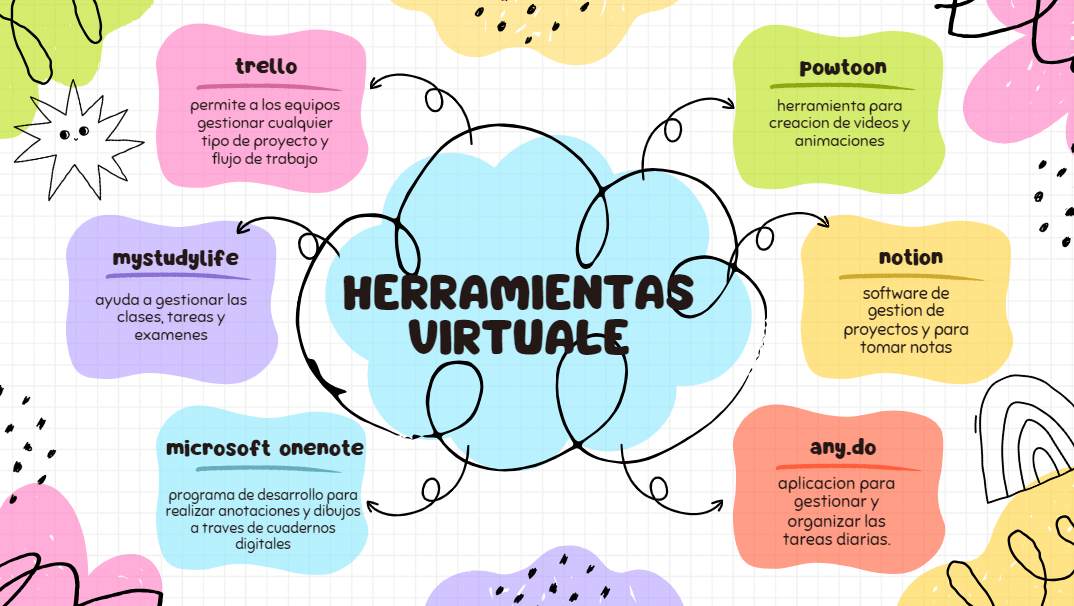 trello
permite a los equipos
gestionar cualquier
tipo de proyecto y
flujo de trabajo
powtoon
herramienta para
creacion de videos y
animaciones
mystudylife
ayuda a gestionar las
clases, tareas y
examenes
HERRAMIENTAS
VIRTUALE
notion
software de
gestion de
proyectos y para
tomar notas
microsoft onenote
programa de desarrollo para
realizar anotaciones y dibujos
a traves de cuadernos
digitales
any.do
aplicacion para
gestionar y
organizar las
tareas diarias.